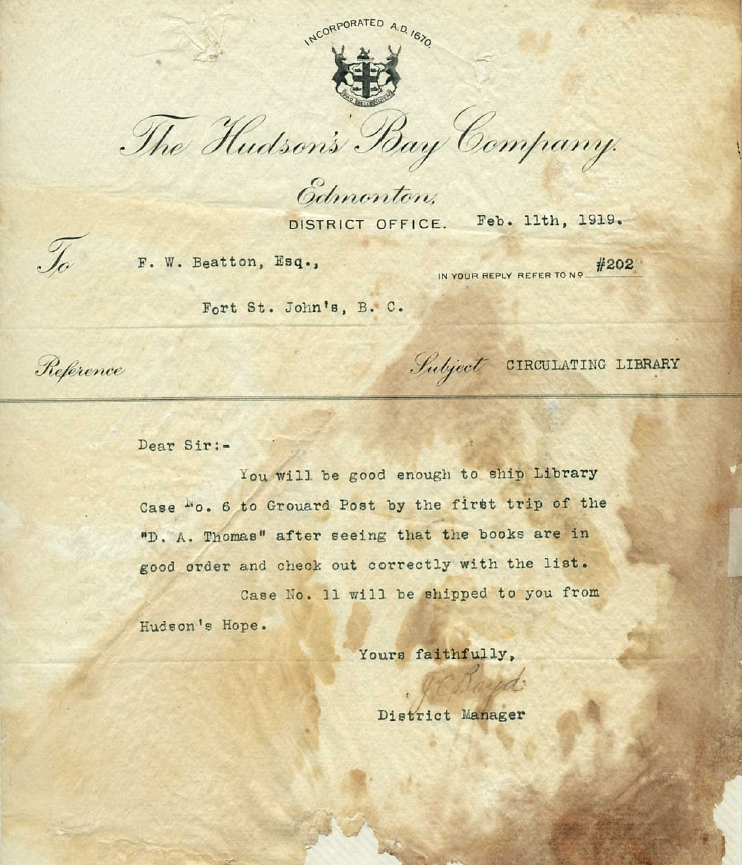 INCORPORATED A.D. 1670.
The Hudson's Bay Company.
Edmonton,
DISTRICT OFFICE. Feb. 11th, 1919.
To F. W. Beatton, Esq.,
IN YOUR REPLY REFER TO No #202
Fort St. John's, B. C.
Reference Subject CIRCULATING LIBRARY
Dear Sir:-
You will be good enough to ship Library
Case No. 6 to Grouard Post by the first trip of the
"D. A. Thomas" after seeing that the books are in
good order and check out correctly with the list.
Case No. 11 will be shipped to you from
Hudson's Hope.
Yours faithfully,
District Manager